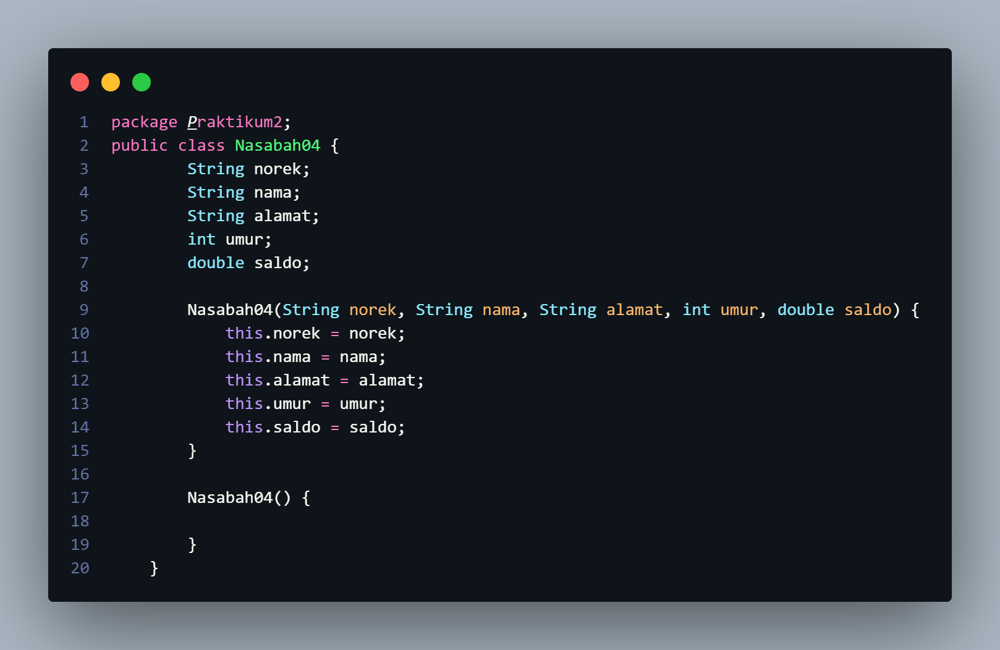 1 package Praktikum2;
2 public class Nasabah04 {
3         String norek;
4         String nama;
5         String alamat;
6         int umur;
7         double saldo;
8
9         Nasabah04(String norek, String nama, String alamat, int umur, double saldo) {
10             this.norek = norek;
11             this.nama = nama;
12             this.alamat = alamat;
13             this.umur = umur;
14             this.saldo = saldo;
15         }
16
17         Nasabah04() {
18
19         }
20     }